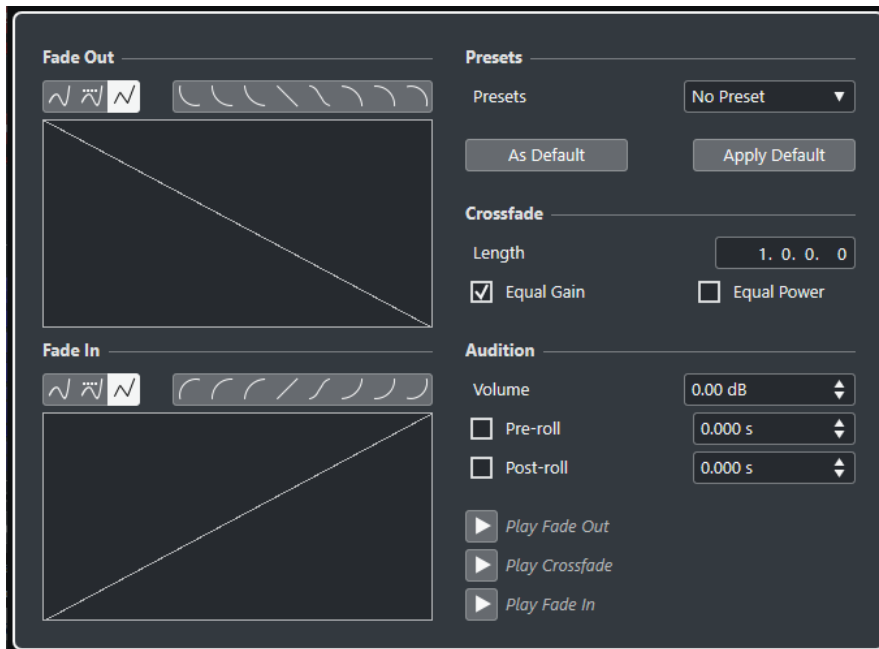 Fade Out
Fade In
Presets
Presets No Preset
As Default Apply Default
Crossfade
Length 1. 0. 0. 0
Equal Gain Equal Power
Audition
Volume 0.00 dB
Pre-roll 0.000 s
Post-roll 0.000 s
Play Fade Out
Play Crossfade
Play Fade In